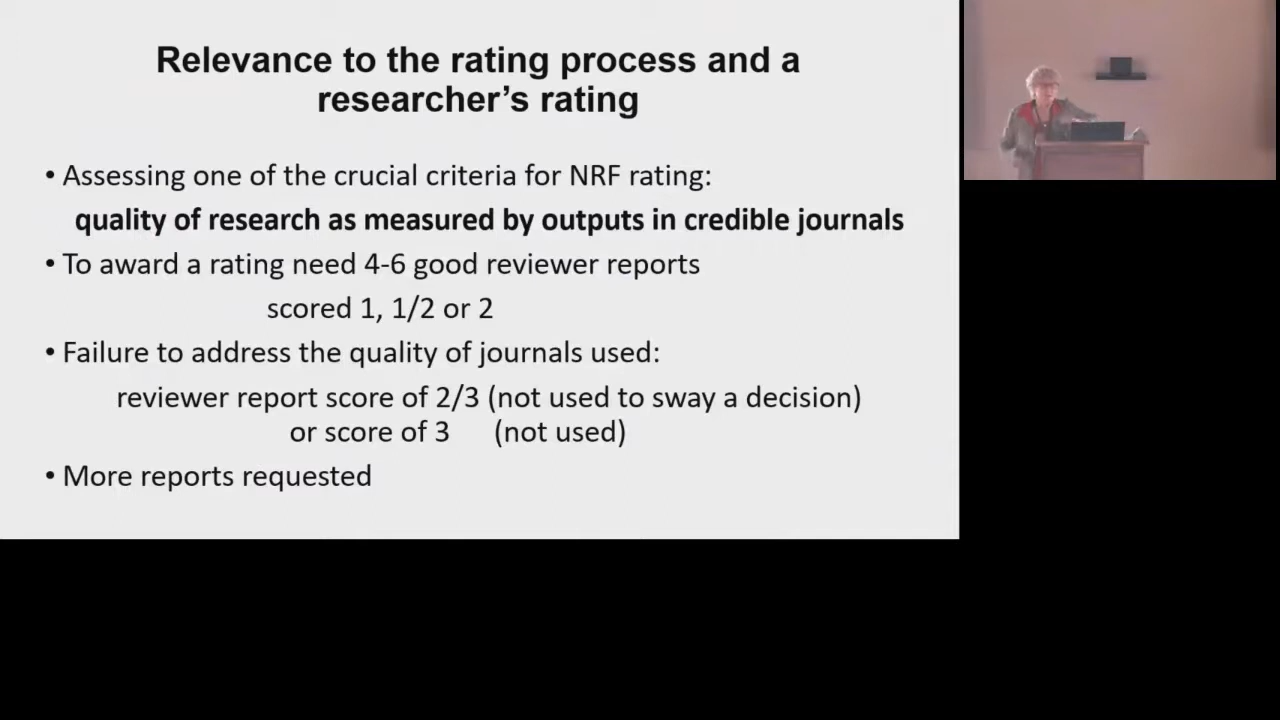 Relevance to the rating process and a
researcher’s rating
• Assessing one of the crucial criteria for NRF rating:
quality of research as measured by outputs in credible journals
• To award a rating need 4-6 good reviewer reports
scored 1, 1/2 or 2
• Failure to address the quality of journals used:
reviewer report score of 2/3 (not used to sway a decision)
or score of 3 (not used)
• More reports requested